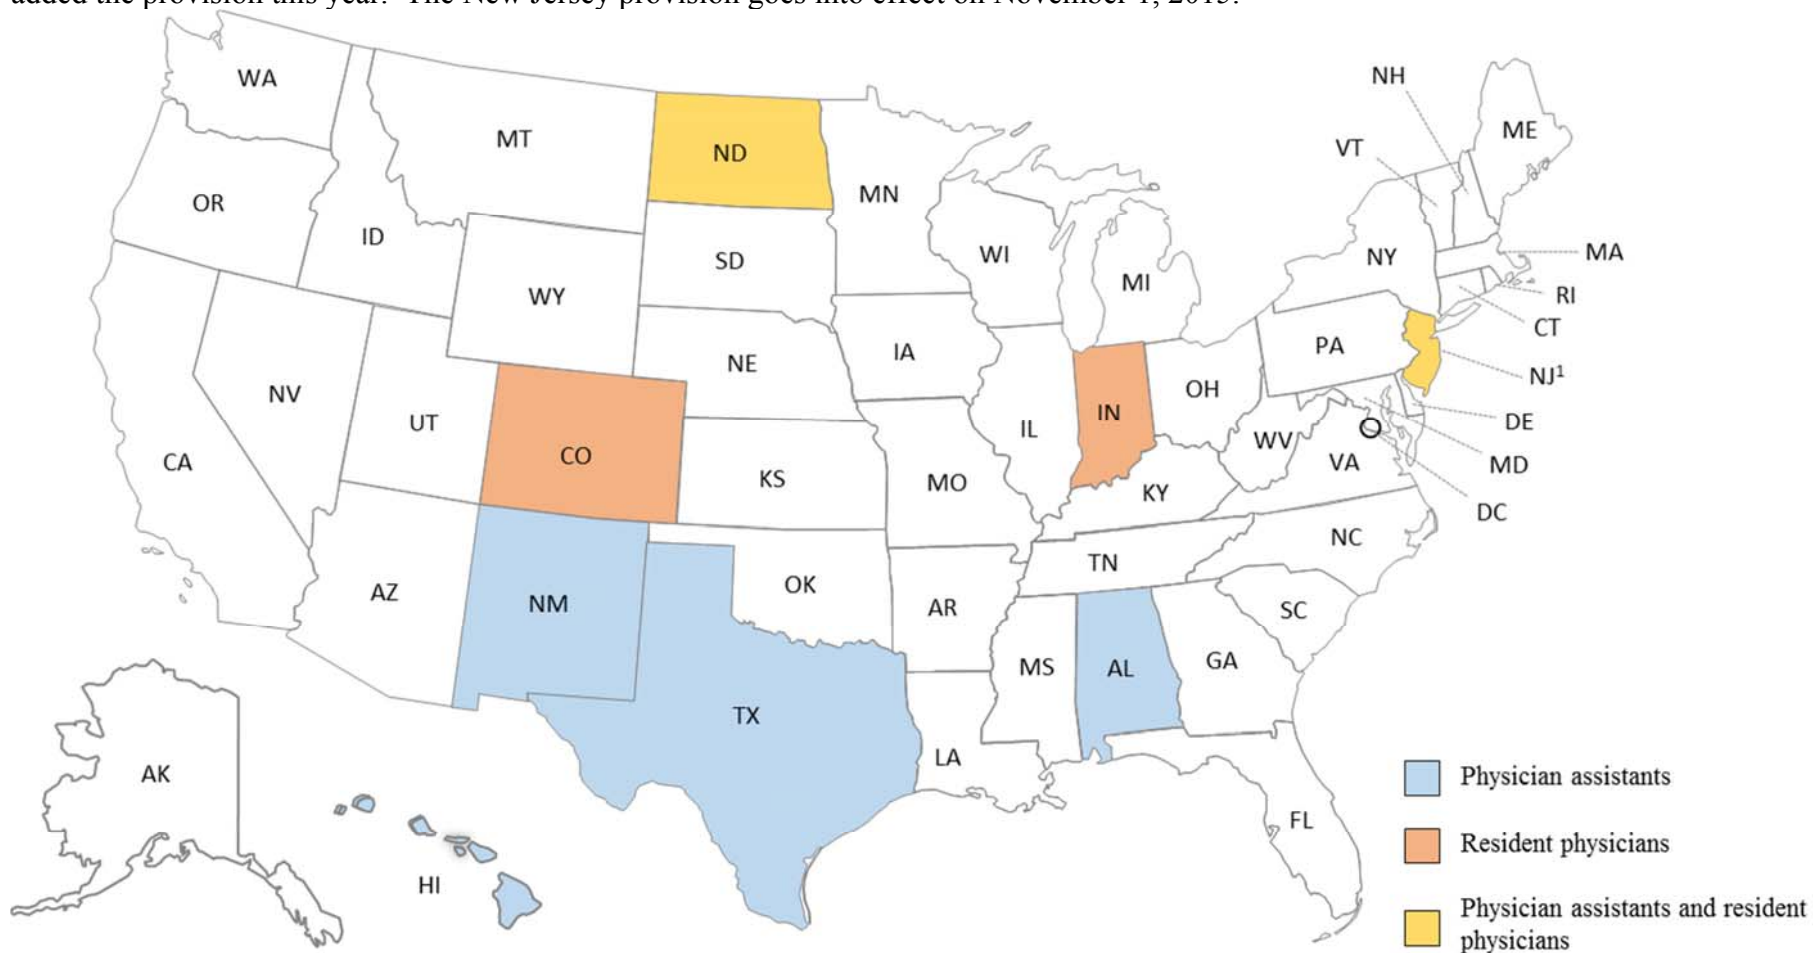 added the provision this year. The New Jersey provision goes into effect on November 1, 2015.
NH
WA
ME
MT
VT
ND
MN
OR
ID
NY
MA
WI
SD
MI
WY
RI
CT
PA
IA
NE
NJ¹
OH
NV
IN
UT
DE
IL
WV
CO
CA
VA
MD
KS
MO
KY
DC
NC
TN
OK
AZ
NM
AR
SC
GA
MS
AL
TX
LA
AK
Physician assistants
FL
Resident physicians
HI
Physician assistants and resident
physicians